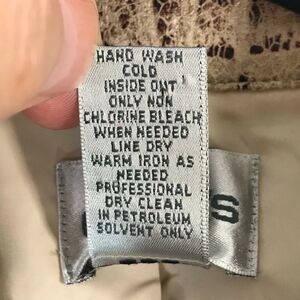 HAND WASH
COLD
INSIDE OUT
ONLY NON
CHLORINE BLEACH
WHEN NEEDED
LINE DRY
WARM IRON AS
NEEDED
PROFESSIONAL
DRY CLEAN
IN PETROLEUM
SOLVENT ONLY
S